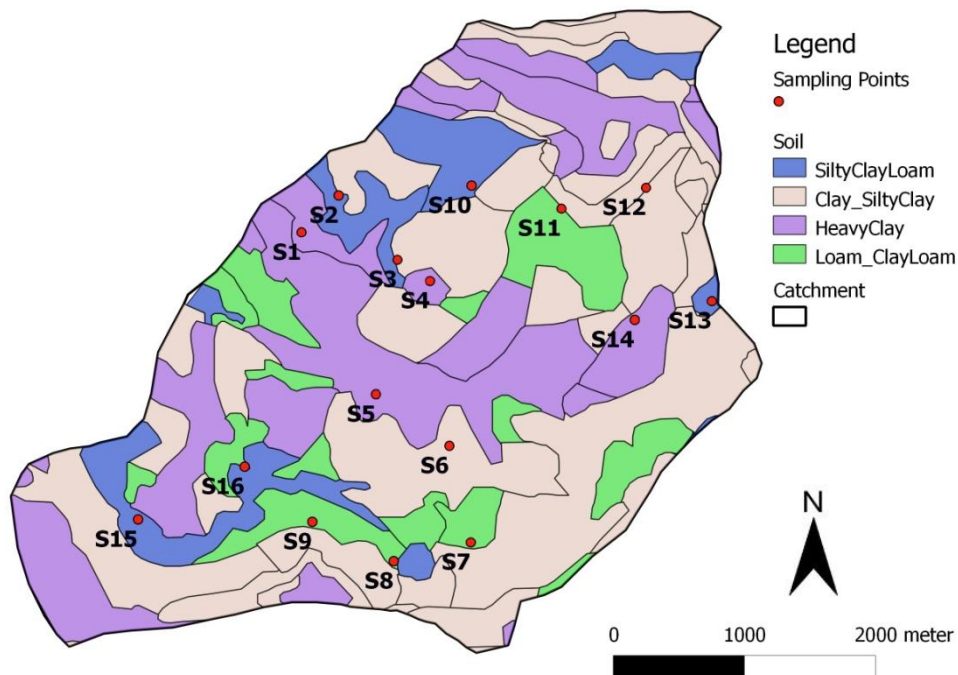 Legend
Sampling Points
Soil
SiltyClayLoam
Clay_SiltyClay
HeavyClay
Loam_ClayLoam
Catchment
S2
S10
S12
S11
S1
S3
S4
S13
S14
S5
S6
S16
S15
S9
S7
S8
N
0 1000 2000 meter